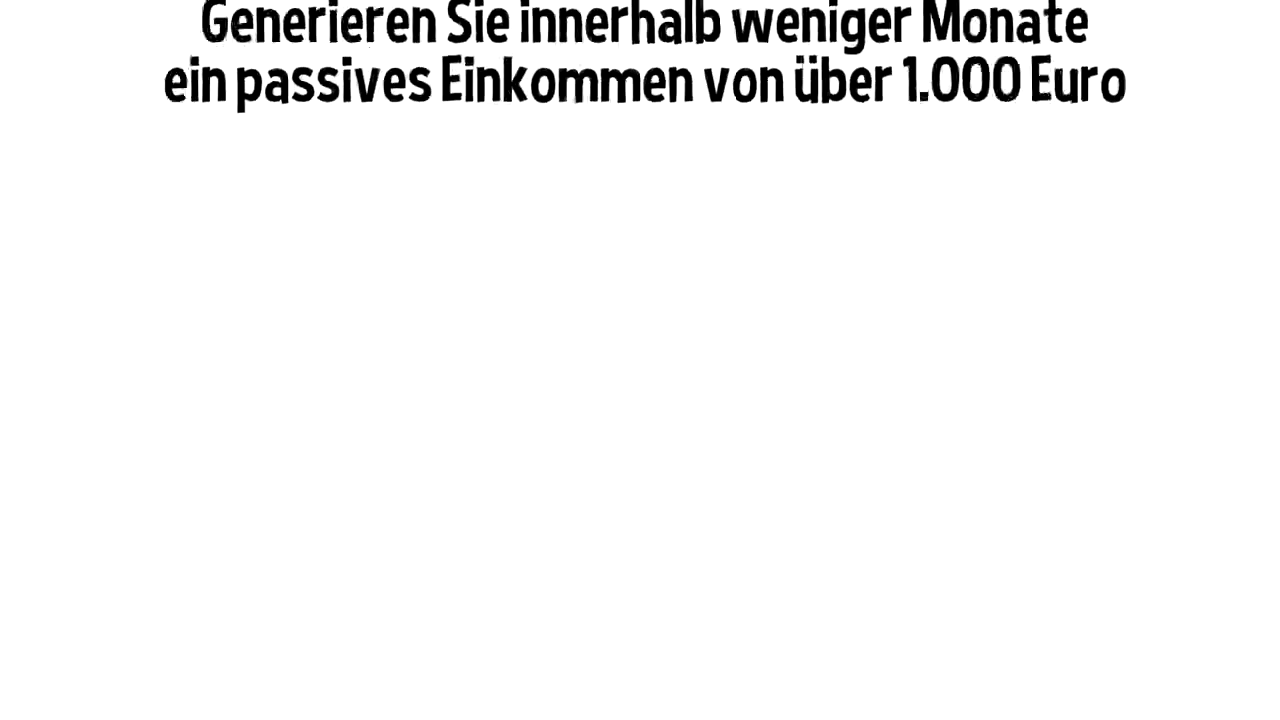 Generieren Sie innerhalb weniger Monate
ein passives Einkommen von über 1.000 Euro